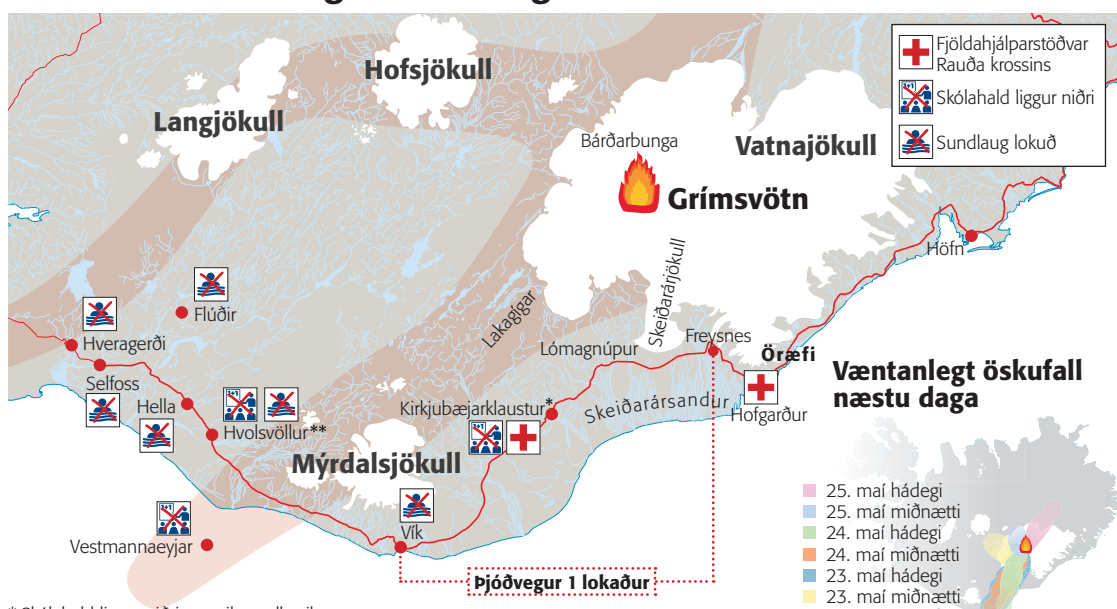 Fjöldahjálparstöðvar
Rauða krossins
Skólahald liggur niðri
Sundlaug lokuð
Hofsjökull
Langjökull
Bárðarbunga
Vatnajökull
Grímsvötn
Höfn
Flúðir
Hveragerði
Selfoss
Hella
Hvolsvöllur**
Lakagígar
Skeiðarárjökull
Lómagnúpur
Freysnes
Öræfi
Hofgarður
Kirkjubæjarklaustur*
Skeiðarársandur
Mýrdalsjökull
Vík
Vestmannaeyjar
Þjóðvegur 1 lokaður
Væntanlegt öskufall
næstu daga
25. maí hádegi
25. maí miðnætti
24. maí hádegi
24. maí miðnætti
23. maí hádegi
23. maí miðnætti